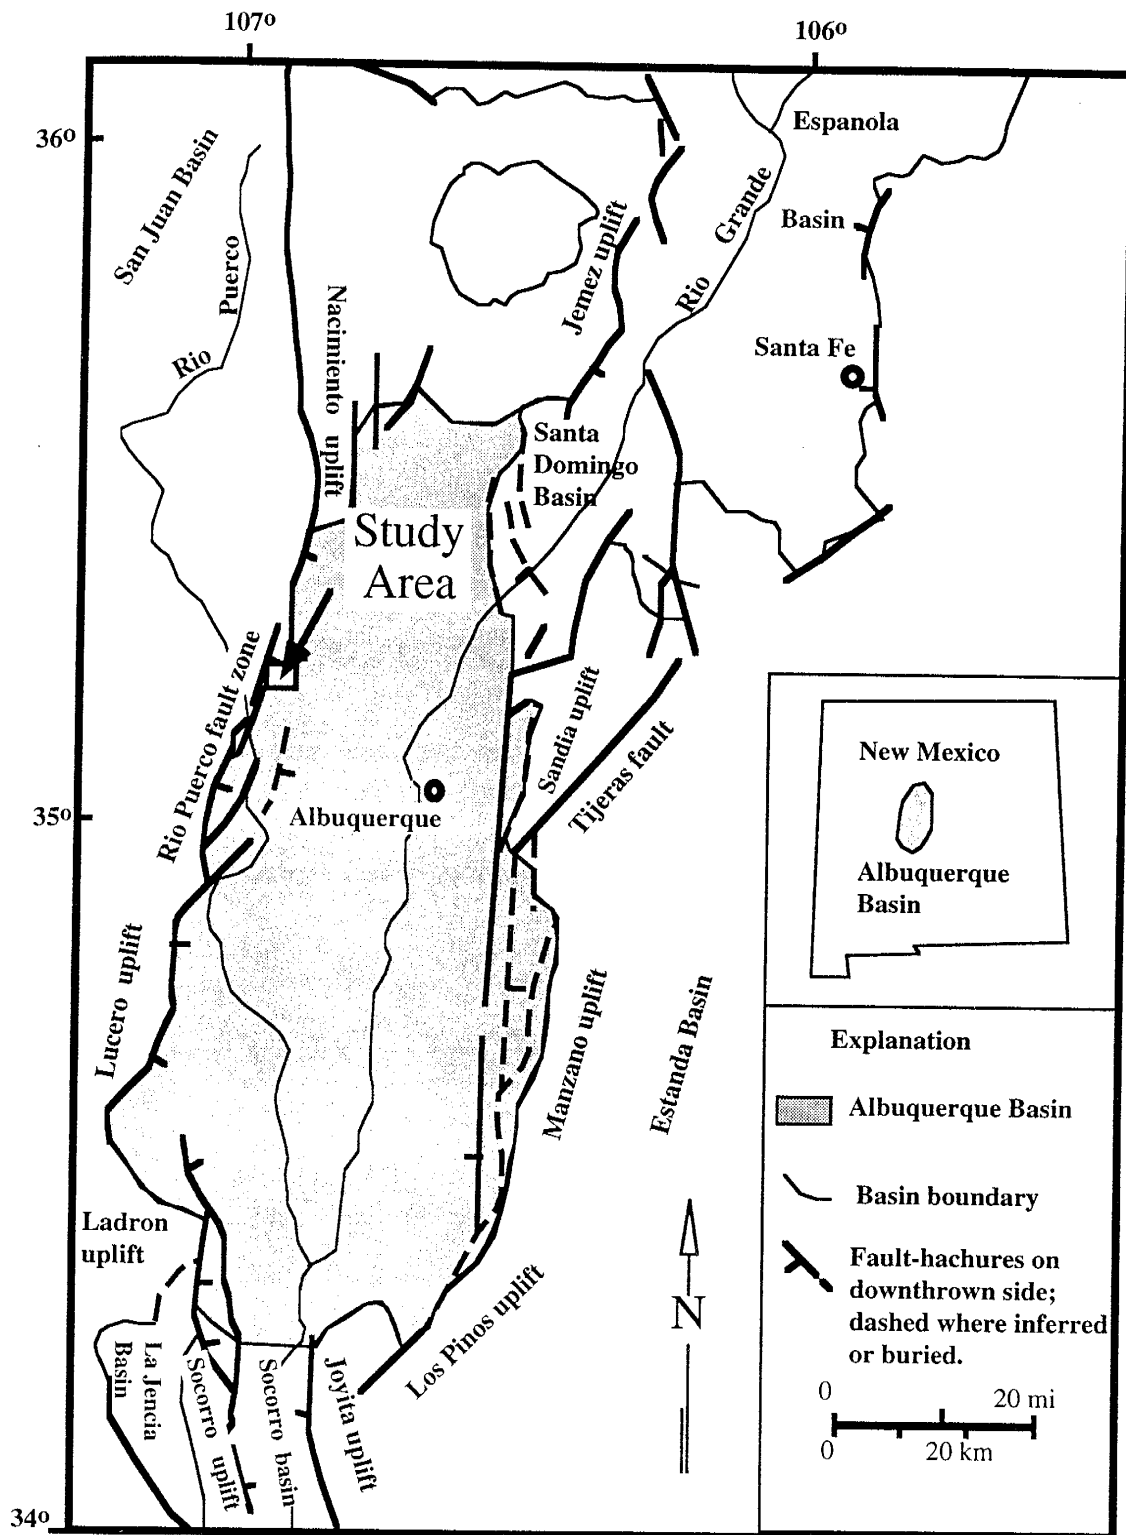 107º
106º
36º
San Juan Basin
Rio Puerco
Nacimiento uplift
Jemez uplift
Rio Grande
Espanola
Basin
Santa Fe
Santa
Domingo
Basin
Study
Area
Rio Puerco fault zone
Sandia uplift
Tijeras fault
35º
Albuquerque
Lucero uplift
Manzano uplift
Estanda Basin
Ladron
uplift
La Jencia
Basin
Socorro uplift
Socorro basin
Joyita uplift
Los Pinos uplift
34º
N
New Mexico
Albuquerque
Basin
Explanation
Albuquerque Basin
Basin boundary
Fault-hachures on
downthrown side;
dashed where inferred
or buried.
0 20 mi
0 20 km